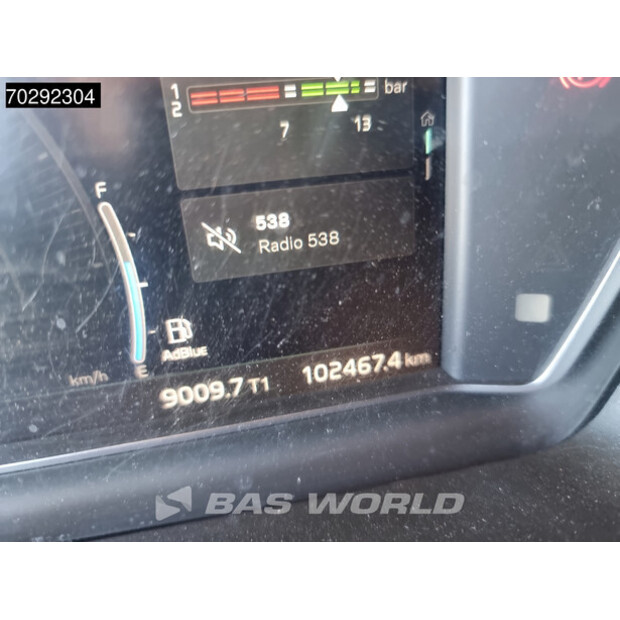 70292304
1
2
bar
7 13
F
538
Radio 538
AdBlue
km/h E
9009.7 T1 102467.4 km
BAS WORLD